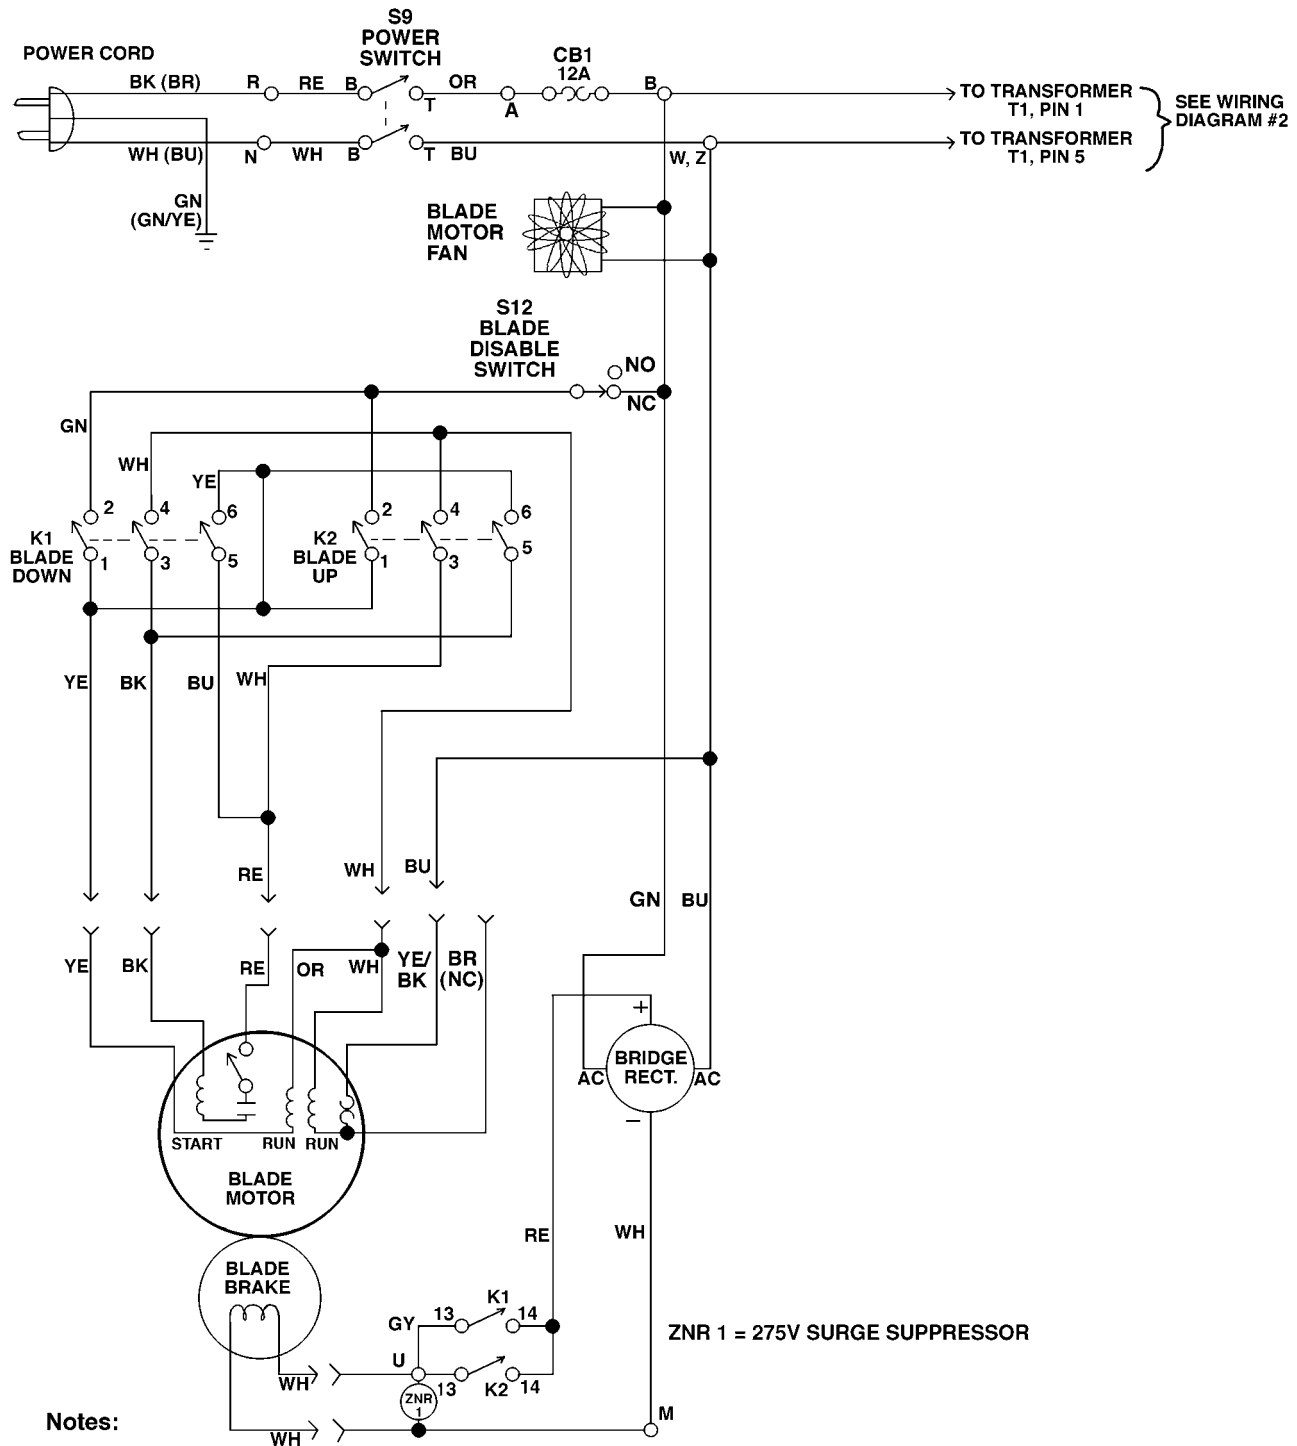 S9
POWER
SWITCH
POWER CORD
CB1
12A
BK (BR)
R
RE
B
T
OR
A
B
TO TRANSFORMER
T1, PIN 1
SEE WIRING
DIAGRAM #2
WH (BU)
N
WH
B
T
BU
W, Z
TO TRANSFORMER
T1, PIN 5
GN
(GN/YE)
BLADE
MOTOR
FAN
S12
BLADE
DISABLE
SWITCH
NO
NC
GN
WH
YE
2
4
6
2
4
6
K1
BLADE
DOWN
K2
BLADE
UP
1
3
5
1
3
5
YE
BK
BU
WH
RE
WH
BU
GN
BU
YE
BK
RE
OR
WH
YE/
BK
BR
(NC)
+
BRIDGE
RECT.
AC
AC
–
START
RUN
RUN
BLADE
MOTOR
RE
WH
BLADE
BRAKE
GY
13
K1
14
ZNR 1 = 275V SURGE SUPPRESSOR
U
WH
13
K2
14
ZNR
1
M
Notes:
WH